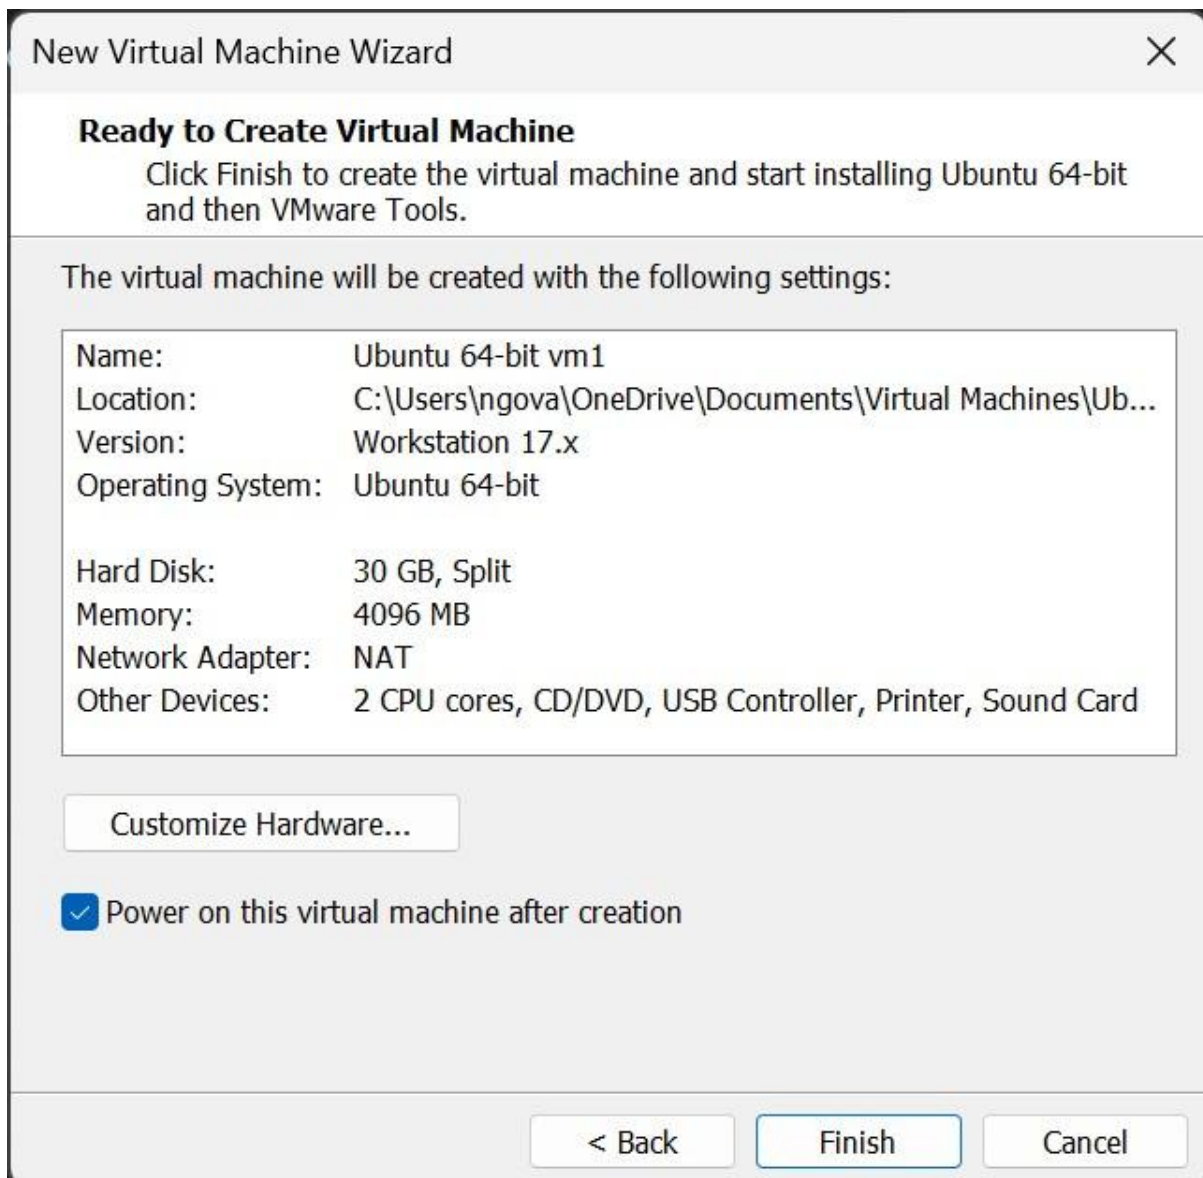 New Virtual Machine Wizard
Ready to Create Virtual Machine
Click Finish to create the virtual machine and start installing Ubuntu 64-bit
and then VMware Tools.
The virtual machine will be created with the following settings:
Name: Ubuntu 64-bit vm1
Location: C:\Users\ngova\OneDrive\Documents\Virtual Machines\Ub...
Version: Workstation 17.x
Operating System: Ubuntu 64-bit
Hard Disk: 30 GB, Split
Memory: 4096 MB
Network Adapter: NAT
Other Devices: 2 CPU cores, CD/DVD, USB Controller, Printer, Sound Card
Customize Hardware...
Power on this virtual machine after creation
< Back Finish Cancel